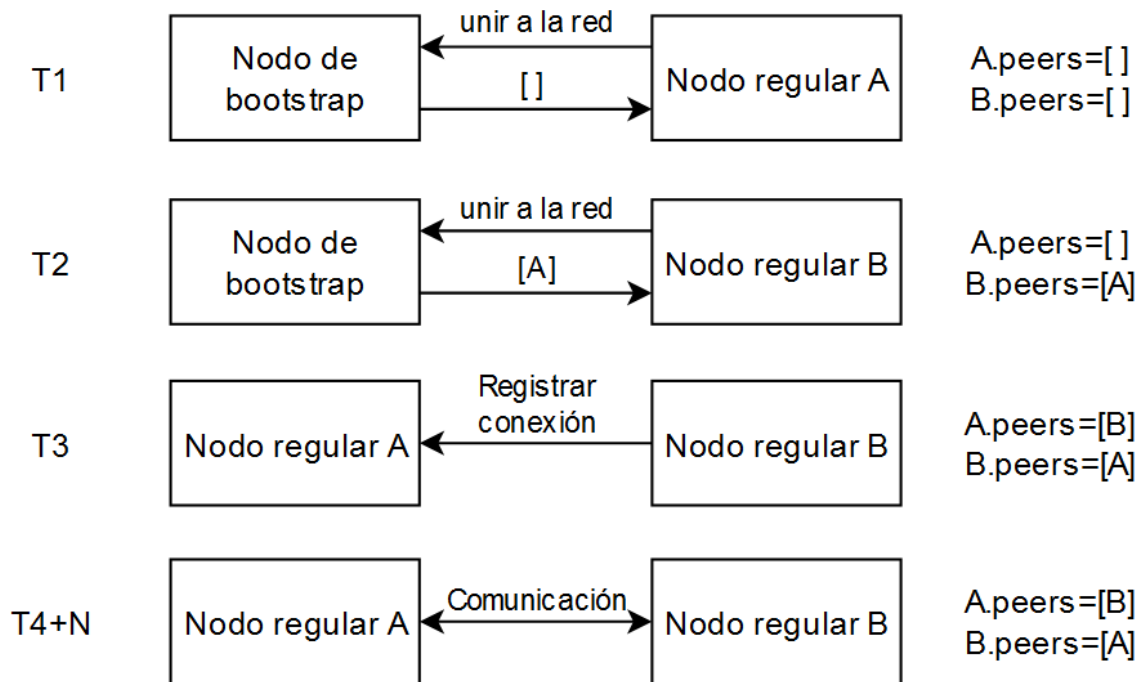 T1
Nodo de
bootstrap
unir a la red
[ ]
Nodo regular A
A.peers=[ ]
B.peers=[ ]
T2
Nodo de
bootstrap
unir a la red
[A]
Nodo regular B
A.peers=[ ]
B.peers=[A]
T3
Nodo regular A
Registrar
conexión
Nodo regular B
A.peers=[B]
B.peers=[A]
T4+N
Nodo regular A
Comunicación
Nodo regular B
A.peers=[B]
B.peers=[A]